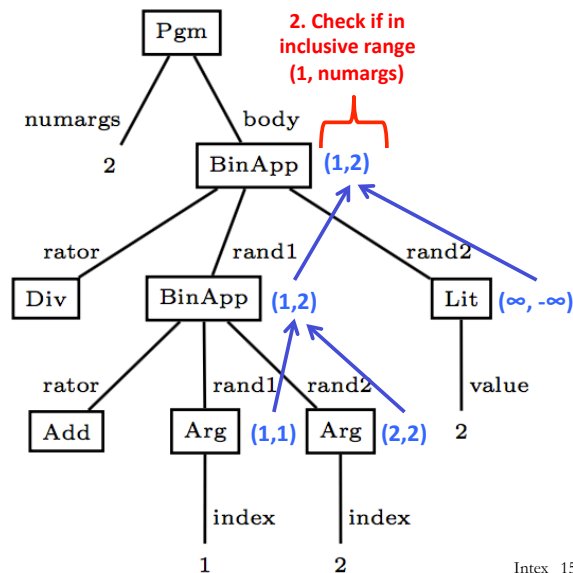 Pgm
2. Check if in
inclusive range
(1, numargs)
numargs
body
2
BinApp (1,2)
rator rand1 rand2
Div BinApp (1,2) Lit (∞, -∞)
rator rand1 rand2 value
Add Arg (1,1) Arg (2,2) 2
index index
1 2
Intex 15